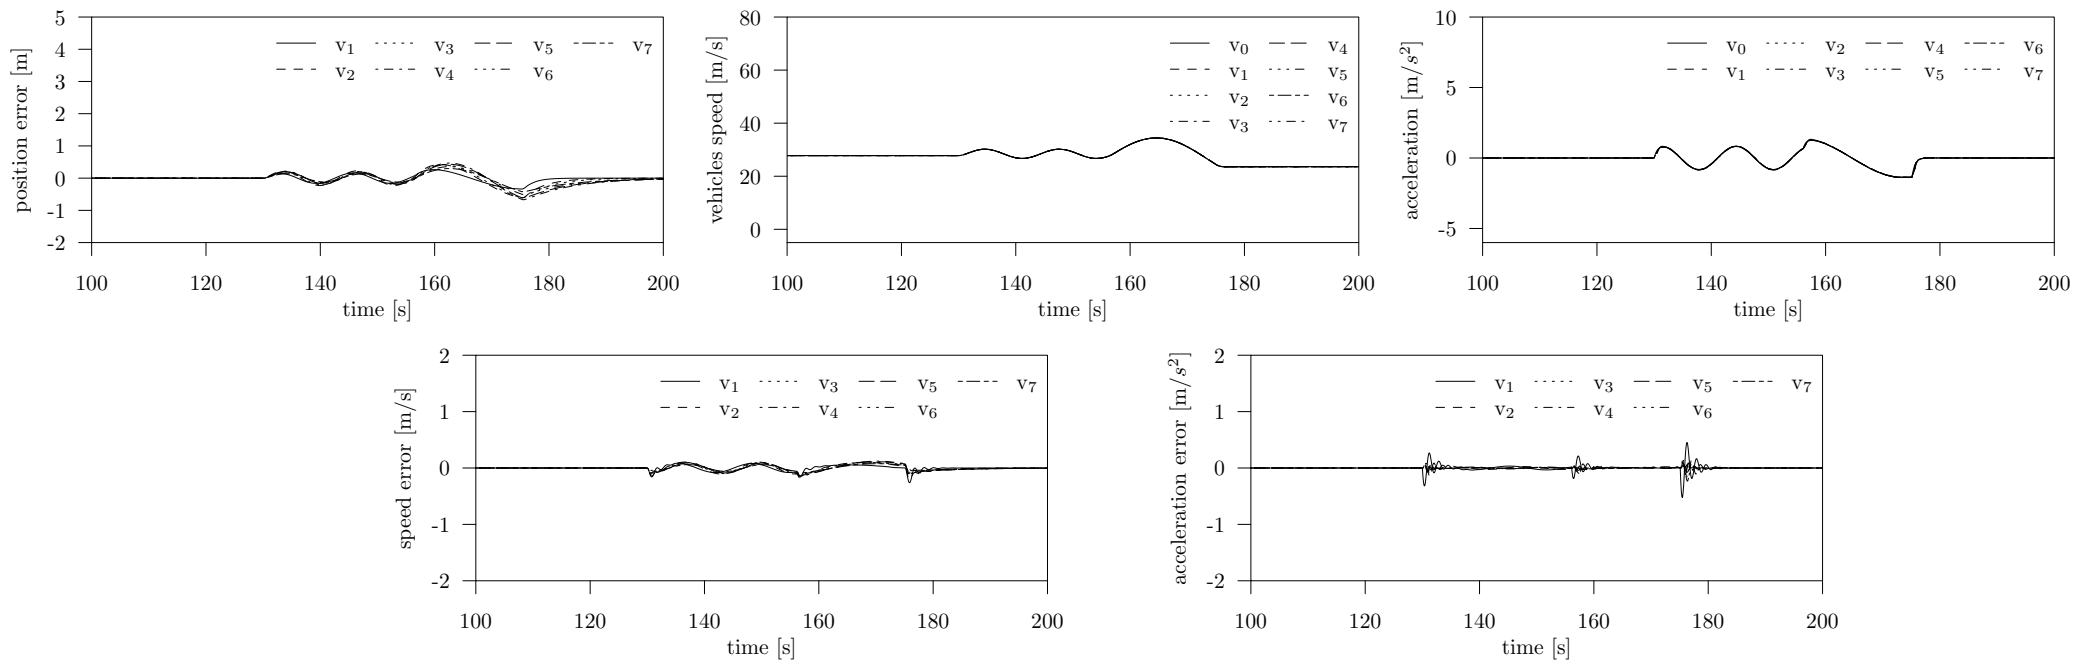 position error [m]
5
4
3
2
1
0
-1
-2
v1 v3 v5 v7
v2 v4 v6
100 120 140 160 180 200
time [s]
vehicles speed [m/s]
80
60
40
20
0
v0 v4
v1 v5
v2 v6
v3 v7
100 120 140 160 180 200
time [s]
acceleration [m/s²]
10
5
0
-5
v0 v2 v4 v6
v1 v3 v5 v7
100 120 140 160 180 200
time [s]
speed error [m/s]
2
1
0
-1
-2
v1 v3 v5 v7
v2 v4 v6
100 120 140 160 180 200
time [s]
acceleration error [m/s²]
2
1
0
-1
-2
v1 v3 v5 v7
v2 v4 v6
100 120 140 160 180 200
time [s]